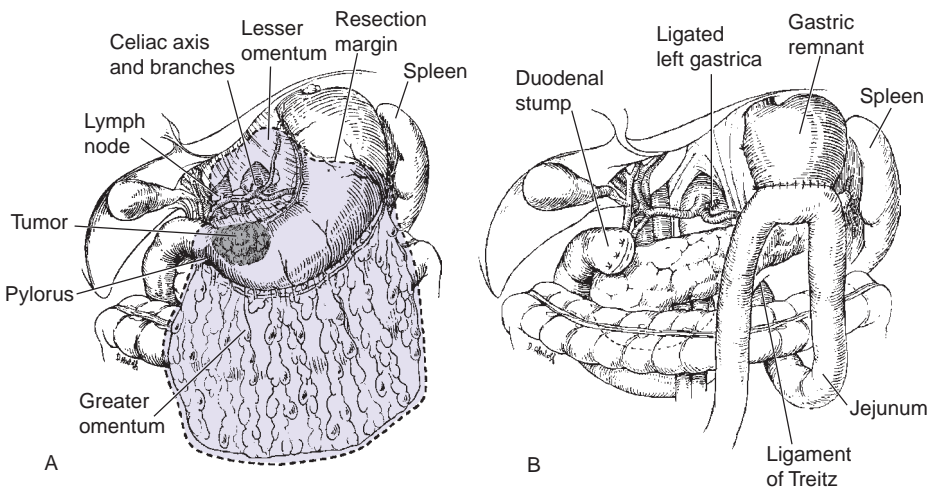 Celiac axis
and branches
Lesser
omentum
Resection
margin
Spleen
Lymph
node
Tumor
Pylorus
Greater
omentum
A
Duodenal
stump
Ligated
left gastrica
Gastric
remnant
Spleen
Jejunum
Ligament
of Treitz
B